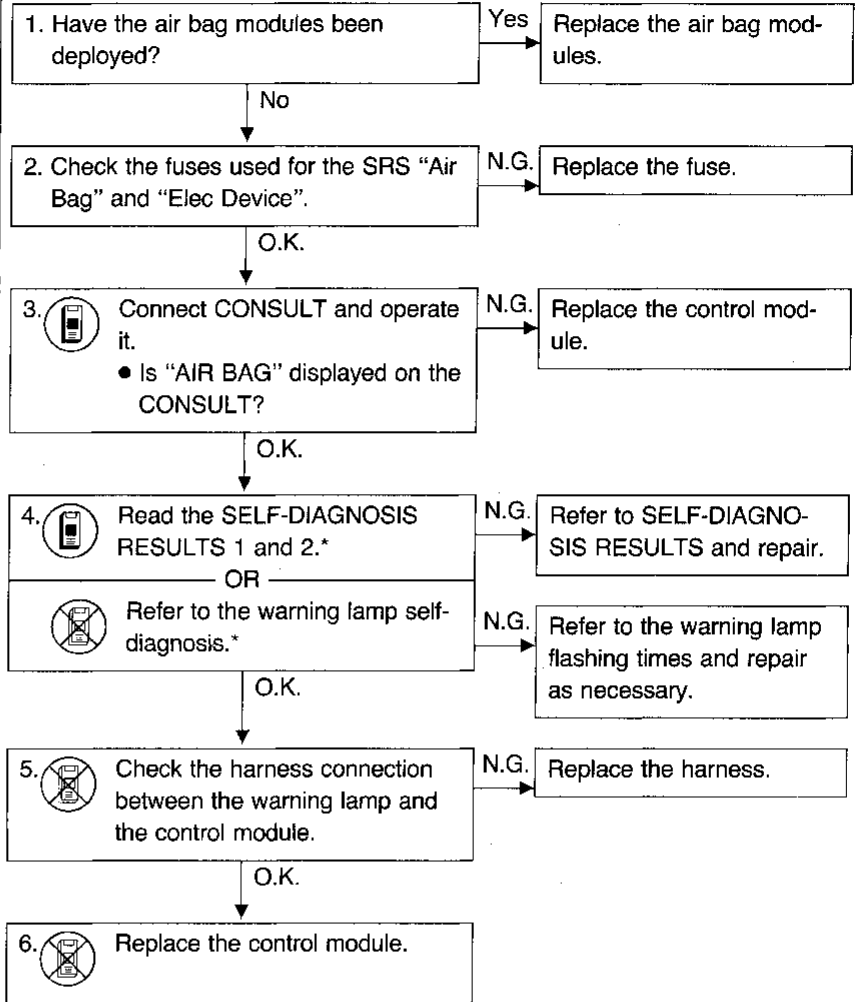 1. Have the air bag modules been
deployed?
Yes
Replace the air bag mod-
ules.
No
2. Check the fuses used for the SRS “Air
Bag” and “Elec Device”.
N.G.
Replace the fuse.
O.K.
3. Connect CONSULT and operate
it.
● Is “AIR BAG” displayed on the
CONSULT?
N.G.
Replace the control mod-
ule.
O.K.
4. Read the SELF-DIAGNOSIS
RESULTS 1 and 2.*
N.G.
Refer to SELF-DIAGNO-
SIS RESULTS and repair.
OR
Refer to the warning lamp self-
diagnosis.*
N.G.
Refer to the warning lamp
flashing times and repair
as necessary.
O.K.
5. Check the harness connection
between the warning lamp and
the control module.
N.G.
Replace the harness.
O.K.
6. Replace the control module.